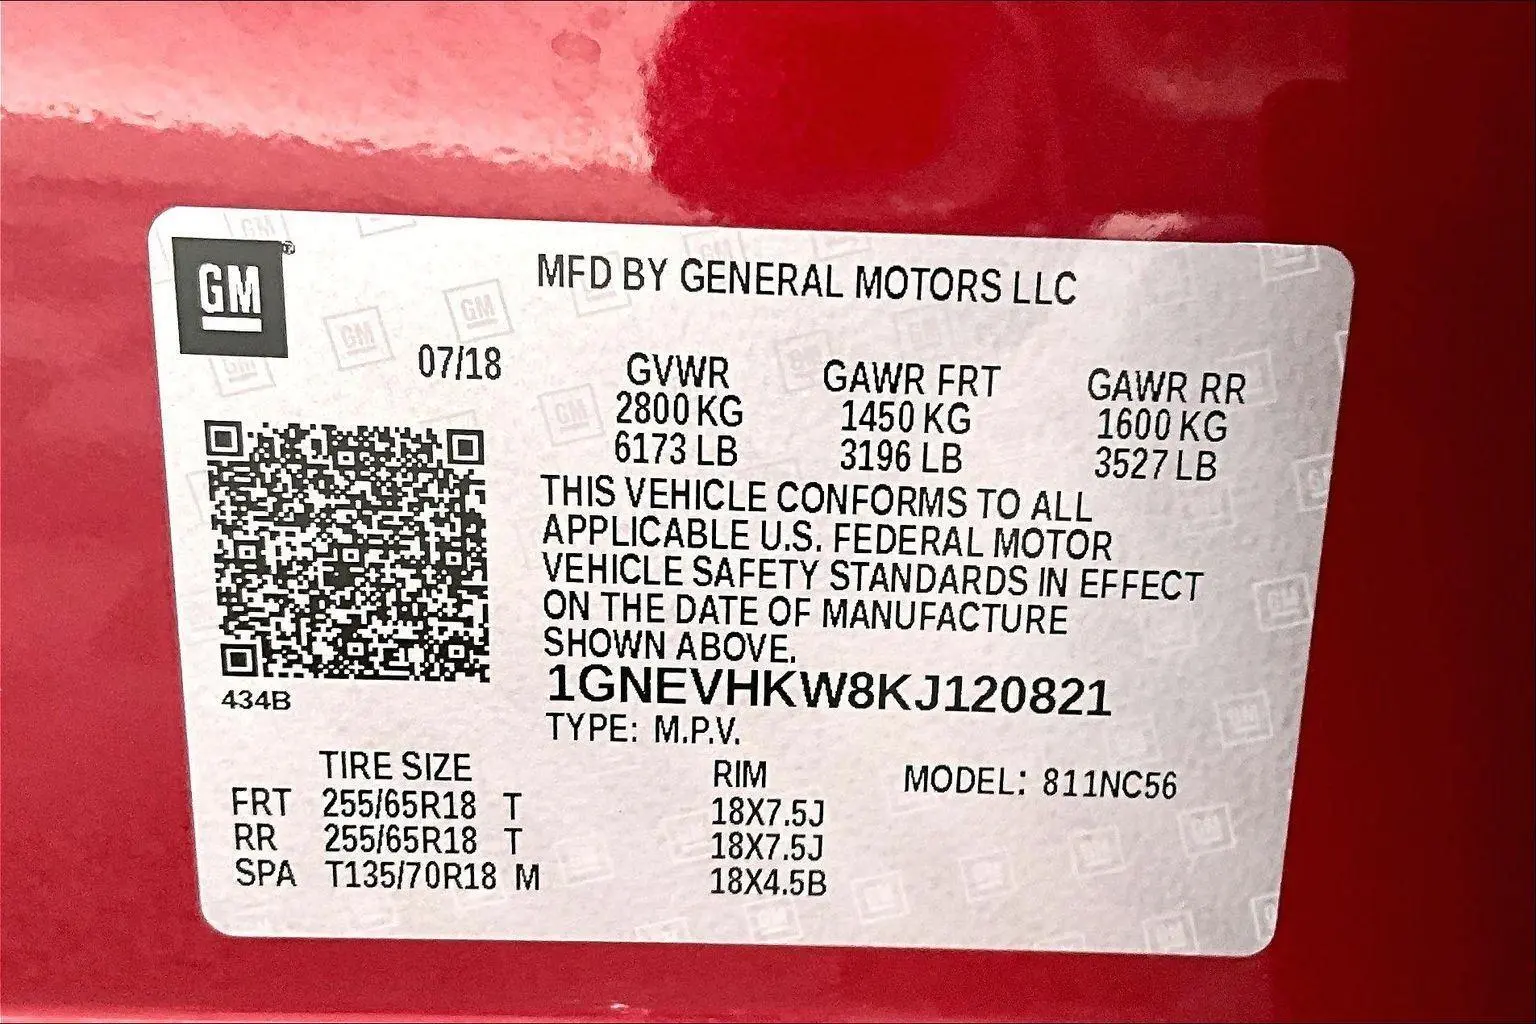 GM
MFD BY GENERAL MOTORS LLC
07/18
GVWR GAWR FRT GAWR RR
2800 KG 1450 KG 1600 KG
6173 LB 3196 LB 3527 LB
THIS VEHICLE CONFORMS TO ALL
APPLICABLE U.S. FEDERAL MOTOR
VEHICLE SAFETY STANDARDS IN EFFECT
ON THE DATE OF MANUFACTURE
SHOWN ABOVE.
434B
1GNEVHKW8KJ120821
TYPE: M.P.V.
TIRE SIZE RIM MODEL: 811NC56
FRT 255/65R18 T 18X7.5J
RR 255/65R18 T 18X7.5J
SPA T135/70R18 M 18X4.5B